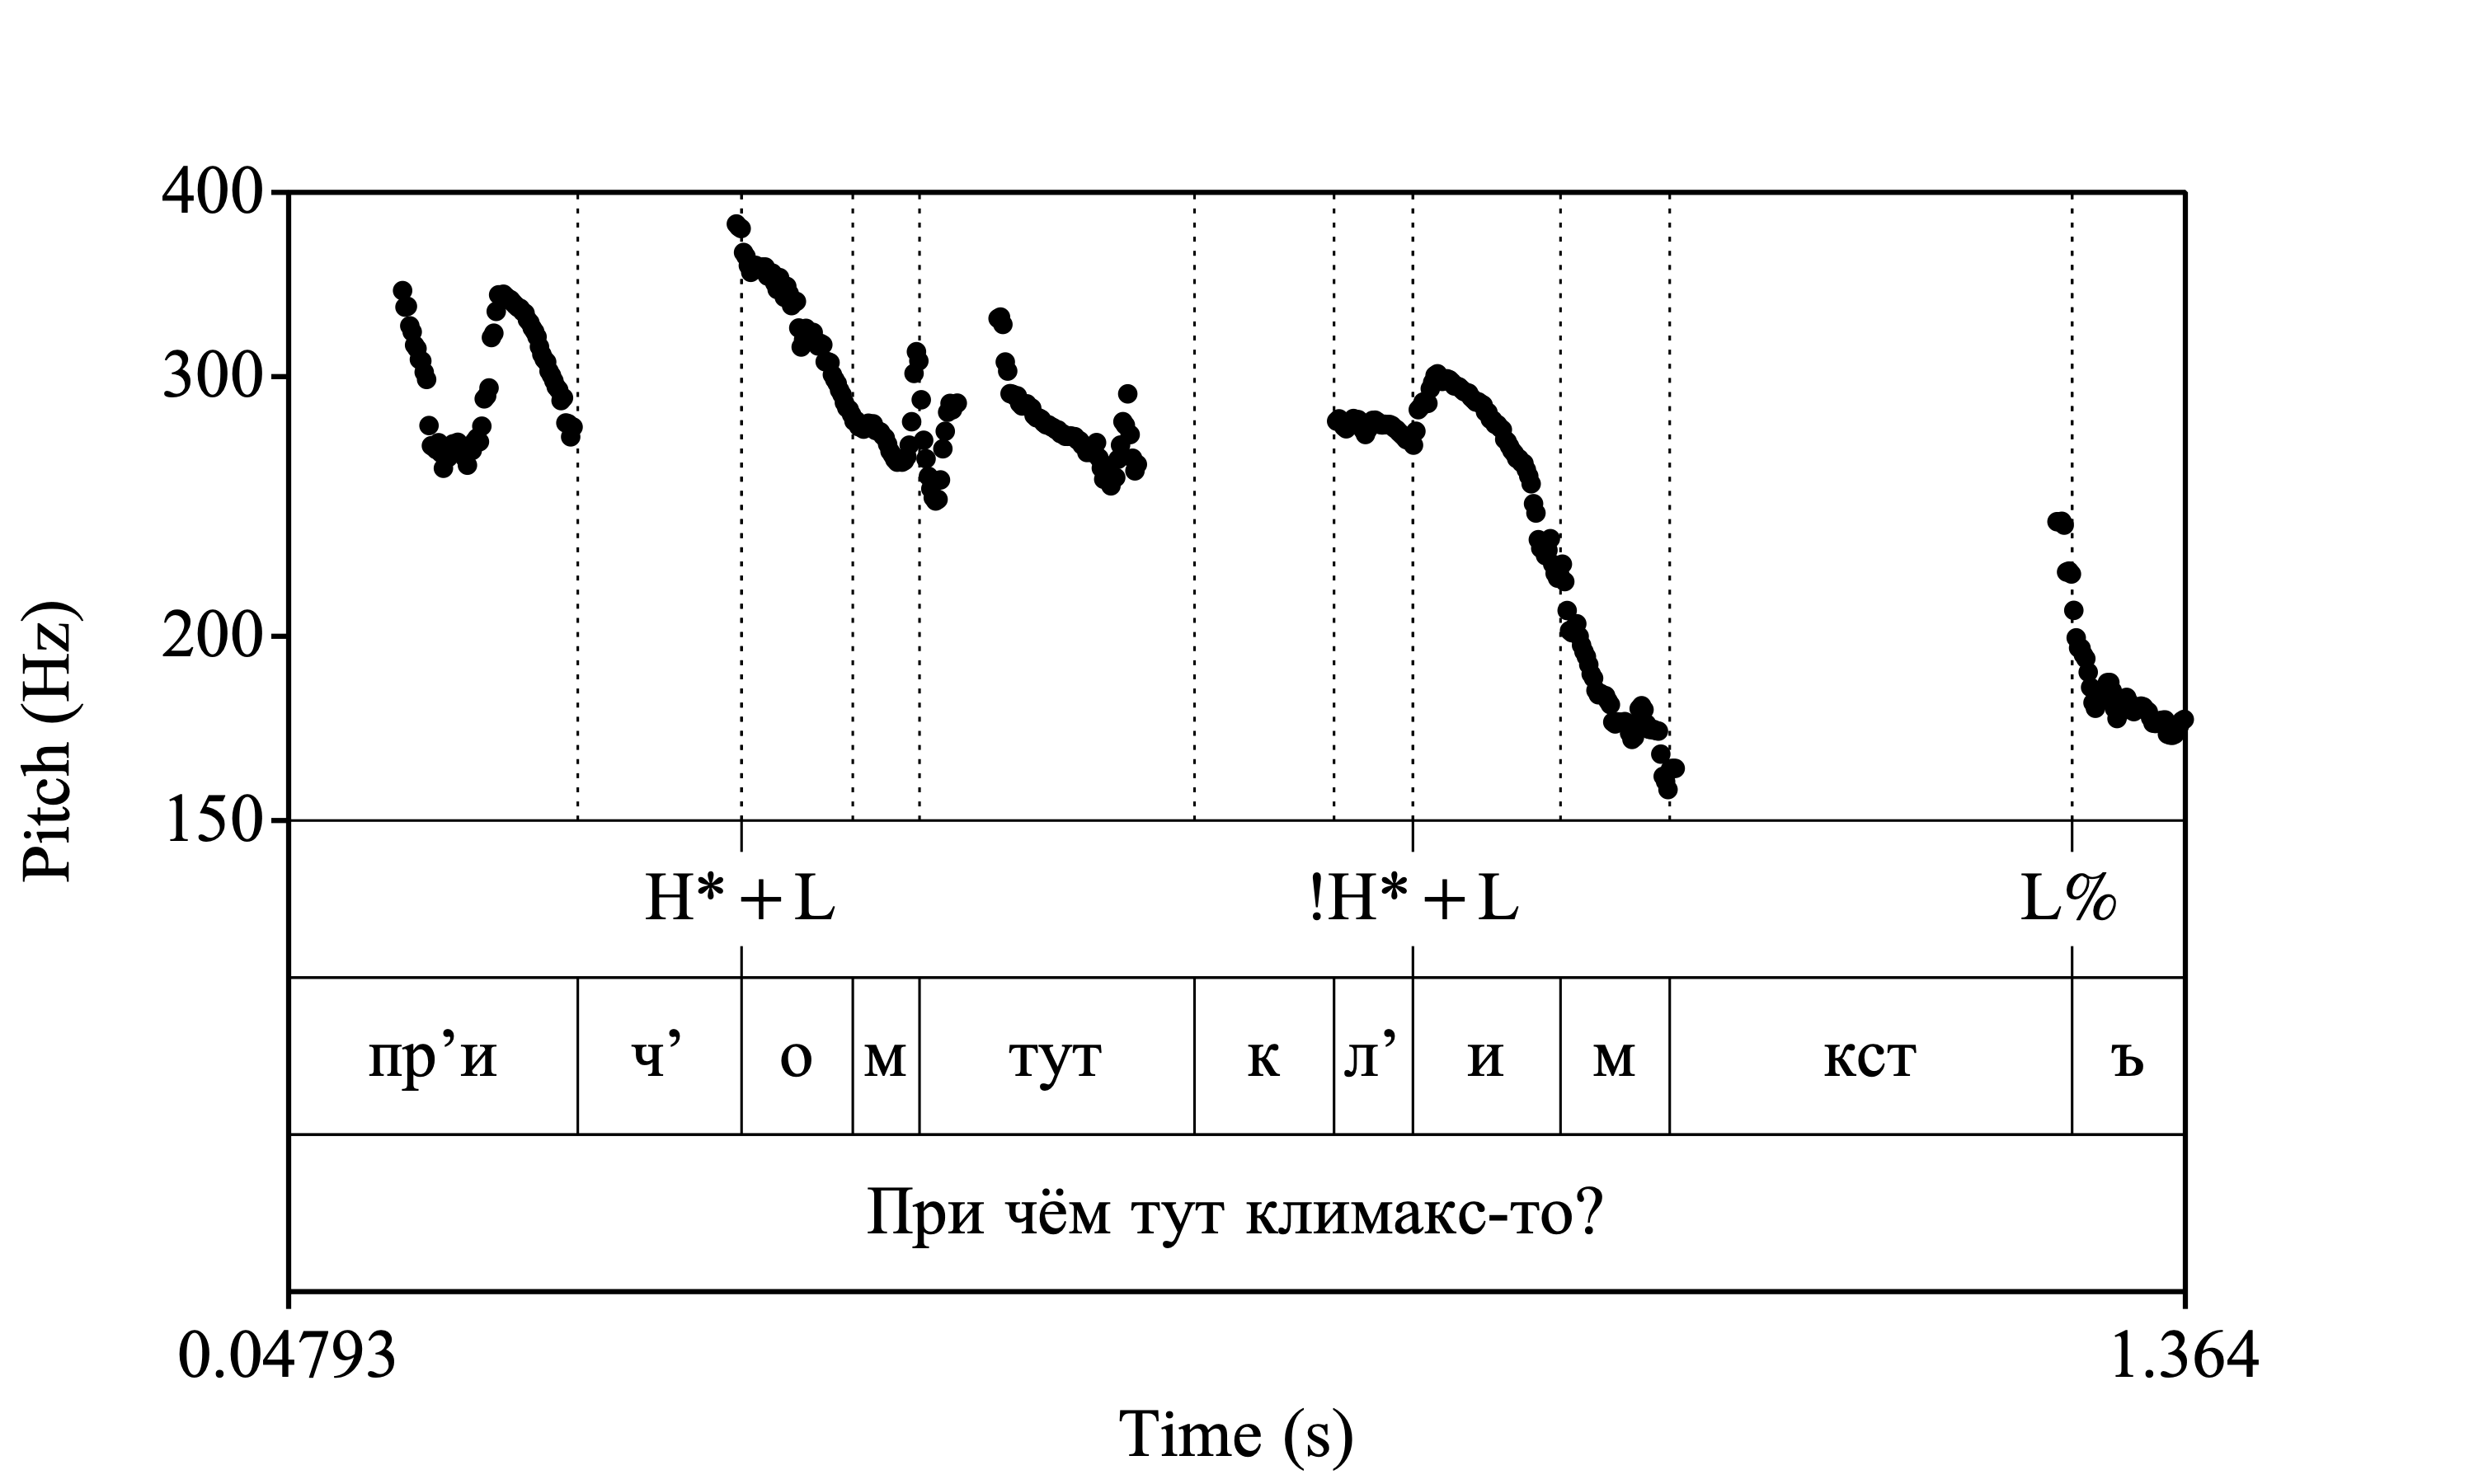 400
300
200
150
Pitch (Hz)
H*+L !H*+L L%
пр’и ч’ о м тут к л’ и м кст ъ
При чём тут климакс-то?
0.04793 1.364
Time (s)